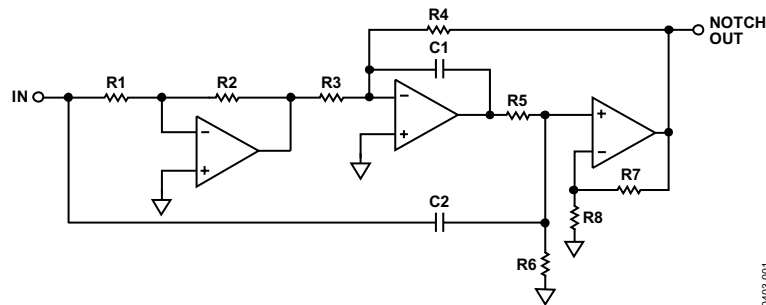 R4
NOTCH
OUT
C1
IN
R1
R2
R3
−
+
R5
+
−
−
+
R7
R8
C2
R6